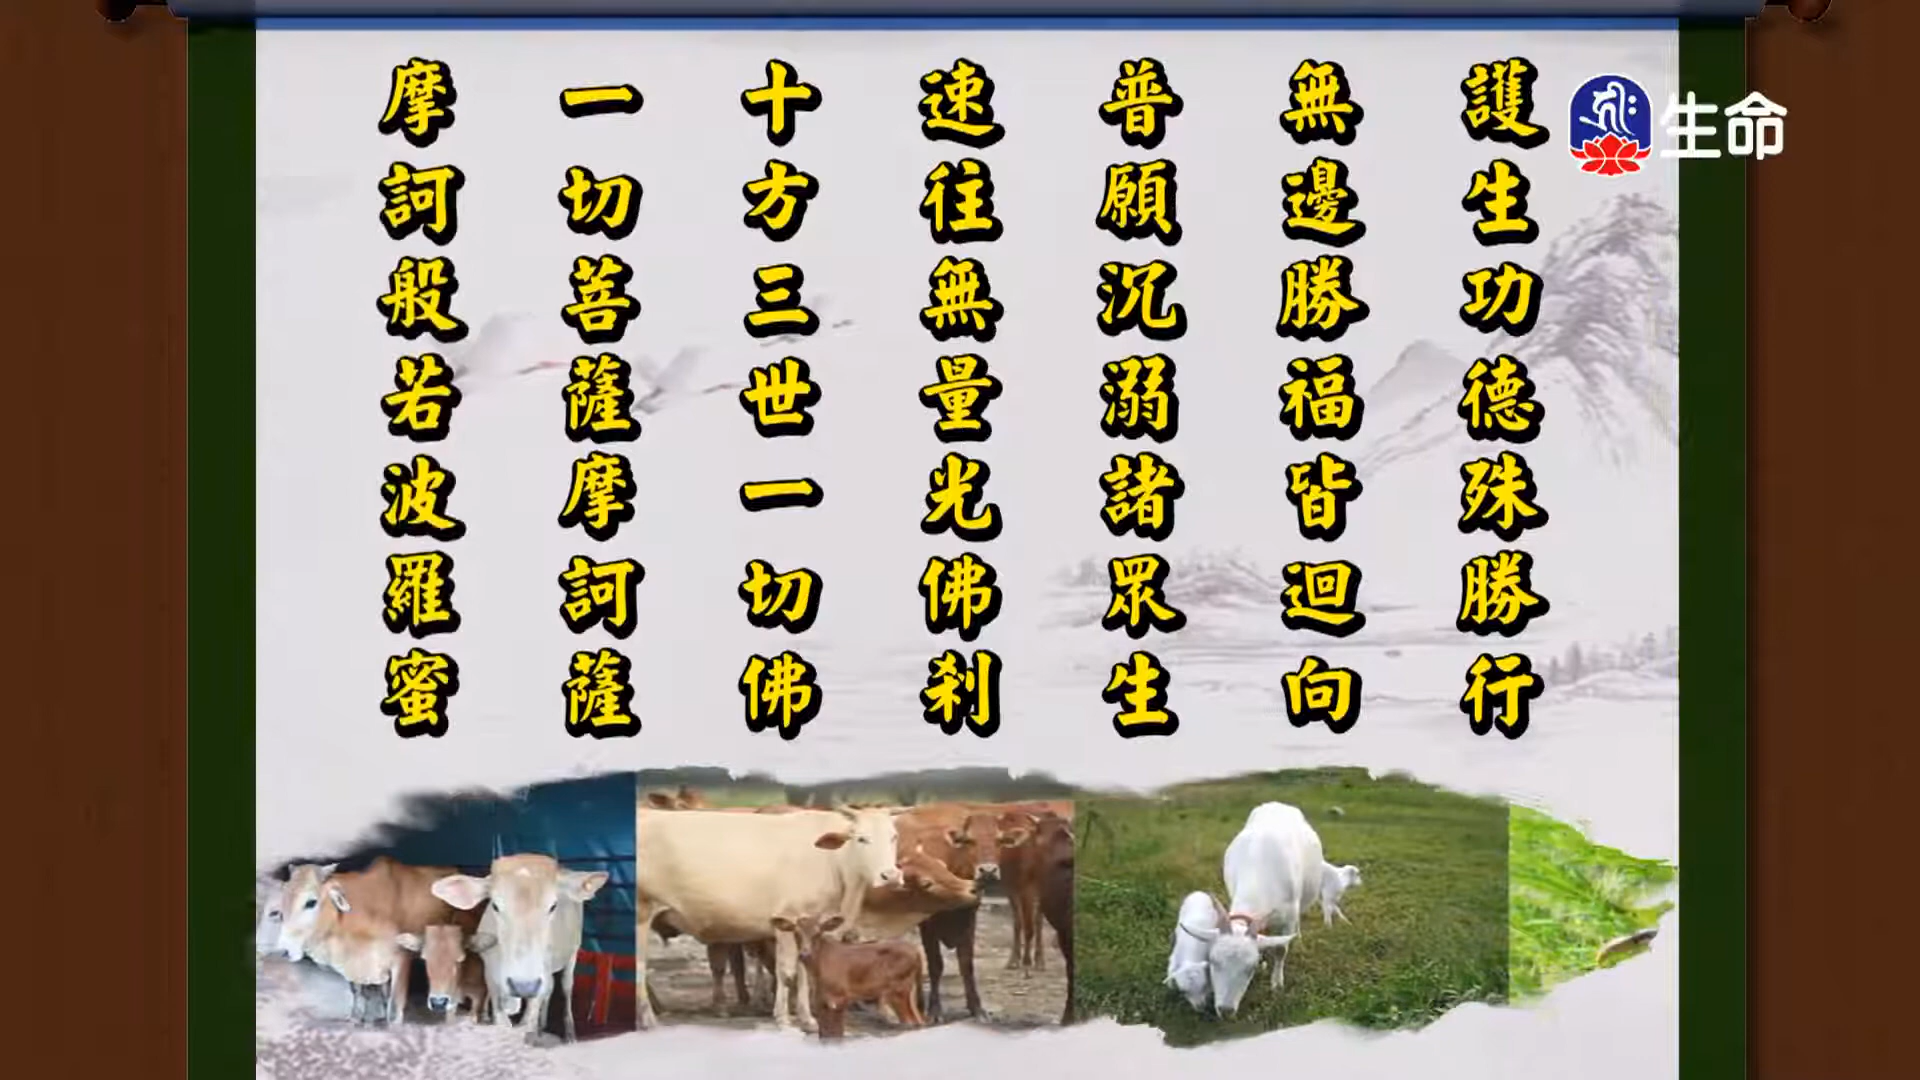 護生功德殊勝行
無邊勝福皆迴向
普願沉溺諸眾生
速往無量光佛剎
十方三世一切佛
一切菩薩摩訶薩
摩訶般若波羅蜜
生命